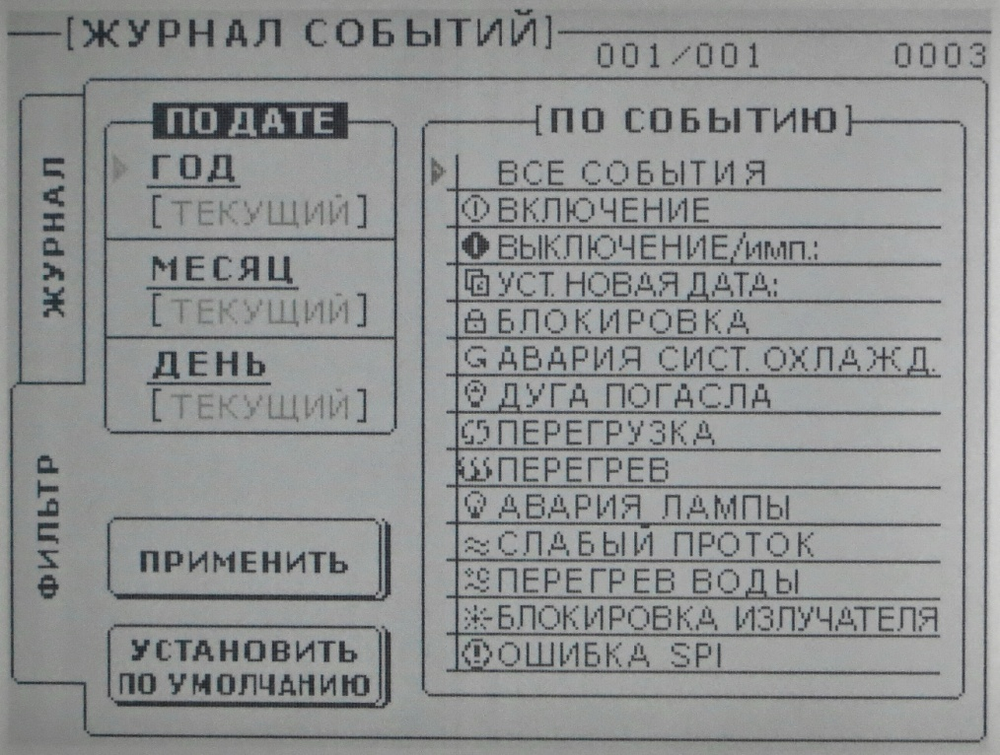 [ЖУРНАЛ СОБЫТИЙ]
001/001 0003
ЖУРНАЛ
ФИЛЬТР
ПО ДАТЕ
ГОД
[ТЕКУЩИЙ]
МЕСЯЦ
[ТЕКУЩИЙ]
ДЕНЬ
[ТЕКУЩИЙ]
ПРИМЕНИТЬ
УСТАНОВИТЬ
ПО УМОЛЧАНИЮ
[ПО СОБЫТИЮ]
ВСЕ СОБЫТИЯ
ВКЛЮЧЕНИЕ
ВЫКЛЮЧЕНИЕ/имп.:
УСТ. НОВАЯ ДАТА:
БЛОКИРОВКА
АВАРИЯ СИСТ. ОХЛАЖД.
ДУГА ПОГАСЛА
ПЕРЕГРУЗКА
ПЕРЕГРЕВ
АВАРИЯ ЛАМПЫ
СЛАБЫЙ ПРОТОК
ПЕРЕГРЕВ ВОДЫ
БЛОКИРОВКА ИЗЛУЧАТЕЛЯ
ОШИБКА SPI